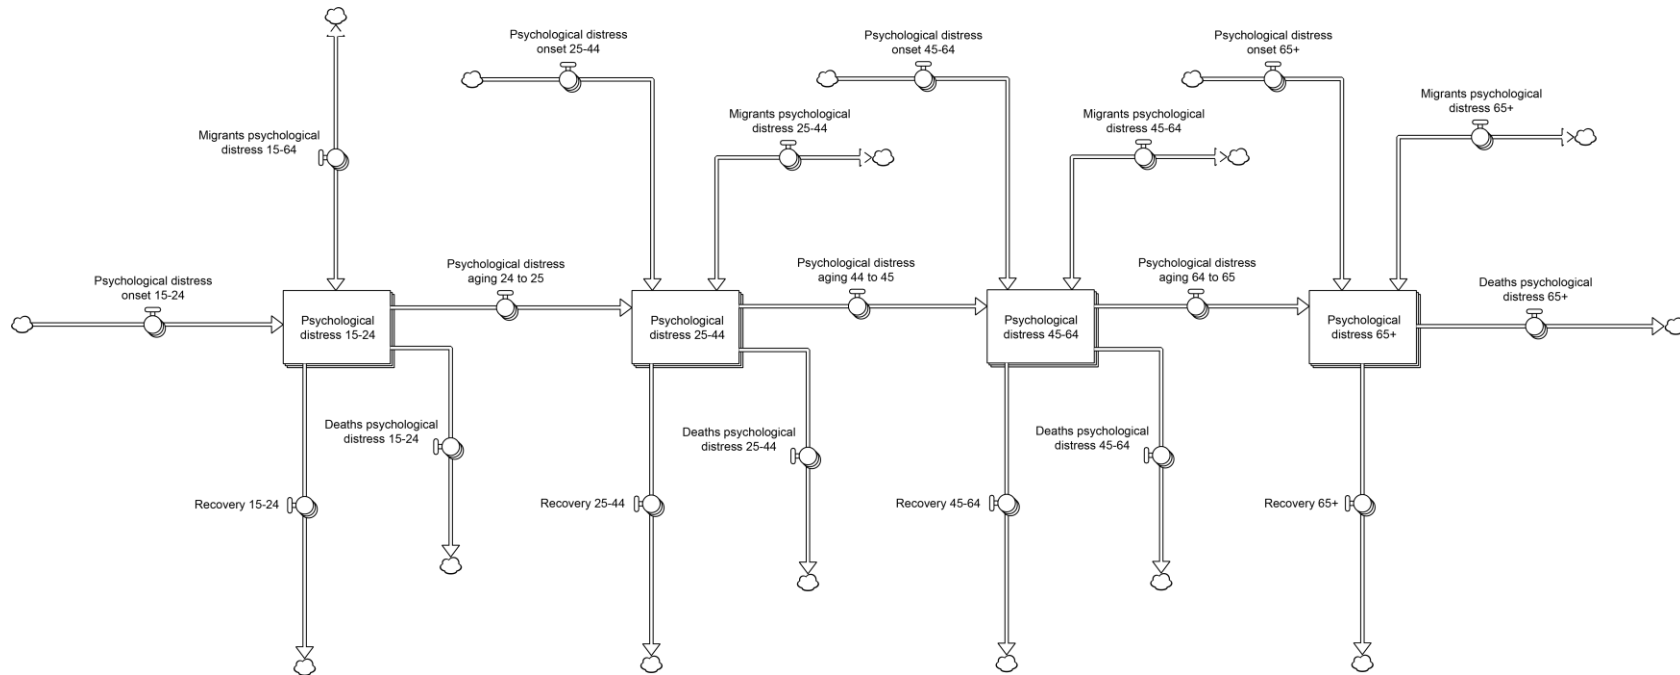 Psychological distress
onset 25-44
Psychological distress
onset 45-64
Psychological distress
onset 65+
Migrants psychological
distress 15-64
Migrants psychological
distress 25-44
Migrants psychological
distress 45-64
Migrants psychological
distress 65+
Psychological distress
onset 15-24
Psychological distress
aging 24 to 25
Psychological distress
aging 44 to 45
Psychological distress
aging 64 to 65
Deaths psychological
distress 65+
Psychological
distress 15-24
Psychological
distress 25-44
Psychological
distress 45-64
Psychological
distress 65+
Deaths psychological
distress 15-24
Deaths psychological
distress 25-44
Deaths psychological
distress 45-64
Recovery 15-24
Recovery 25-44
Recovery 45-64
Recovery 65+